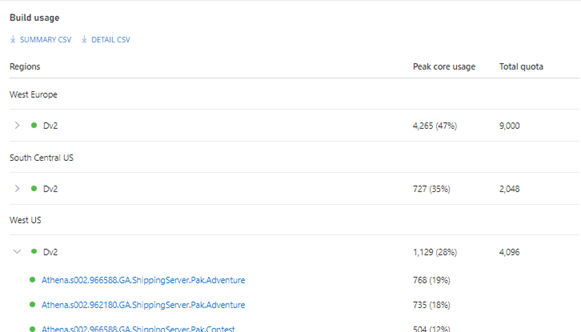 Build usage
SUMMARY CSV DETAIL CSV
Regions Peak core usage Total quota
West Europe
Dv2 4,265 (47%) 9,000
South Central US
Dv2 727 (35%) 2,048
West US
Dv2 1,129 (28%) 4,096
Athena.s002.966588.GA.ShippingServer.Pak.Adventure 768 (19%)
Athena.s002.962180.GA.ShippingServer.Pak.Adventure 735 (18%)
Athena.s002.966588.GA.ShippingServer.Pak.Contest 504 (12%)